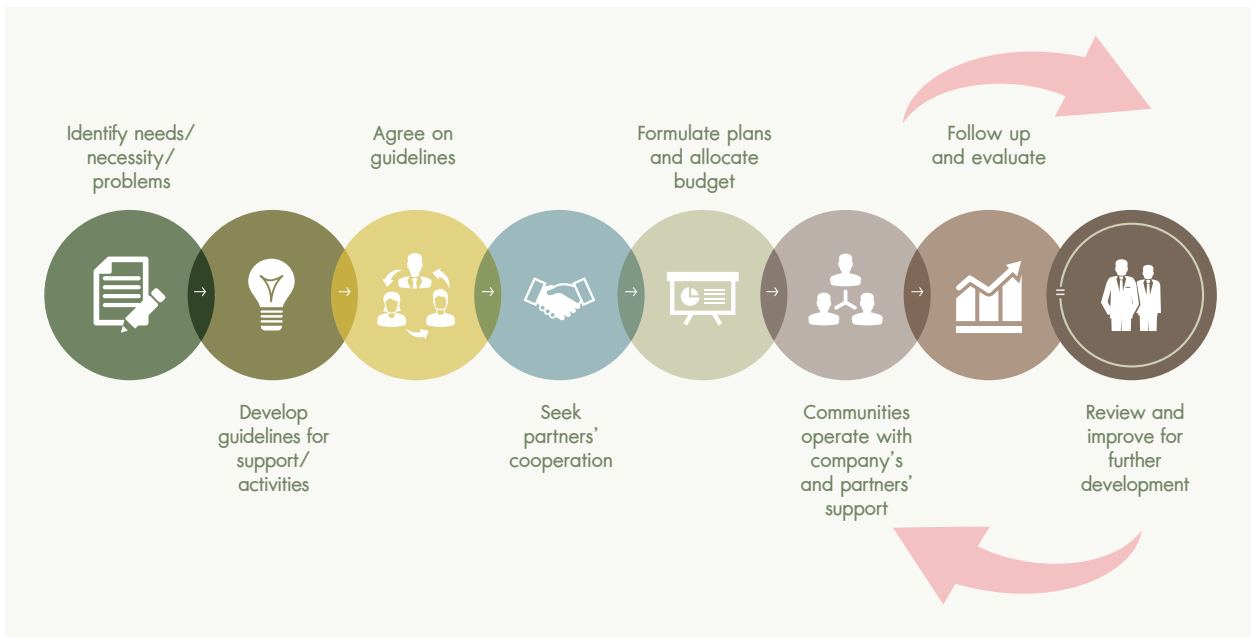 Identify needs/
necessity/
problems
Develop
guidelines for
support/
activities
Agree on
guidelines
Seek
partners’
cooperation
Formulate plans
and allocate
budget
Communities
operate with
company’s
and partners’
support
Follow up
and evaluate
Review and
improve for
further
development